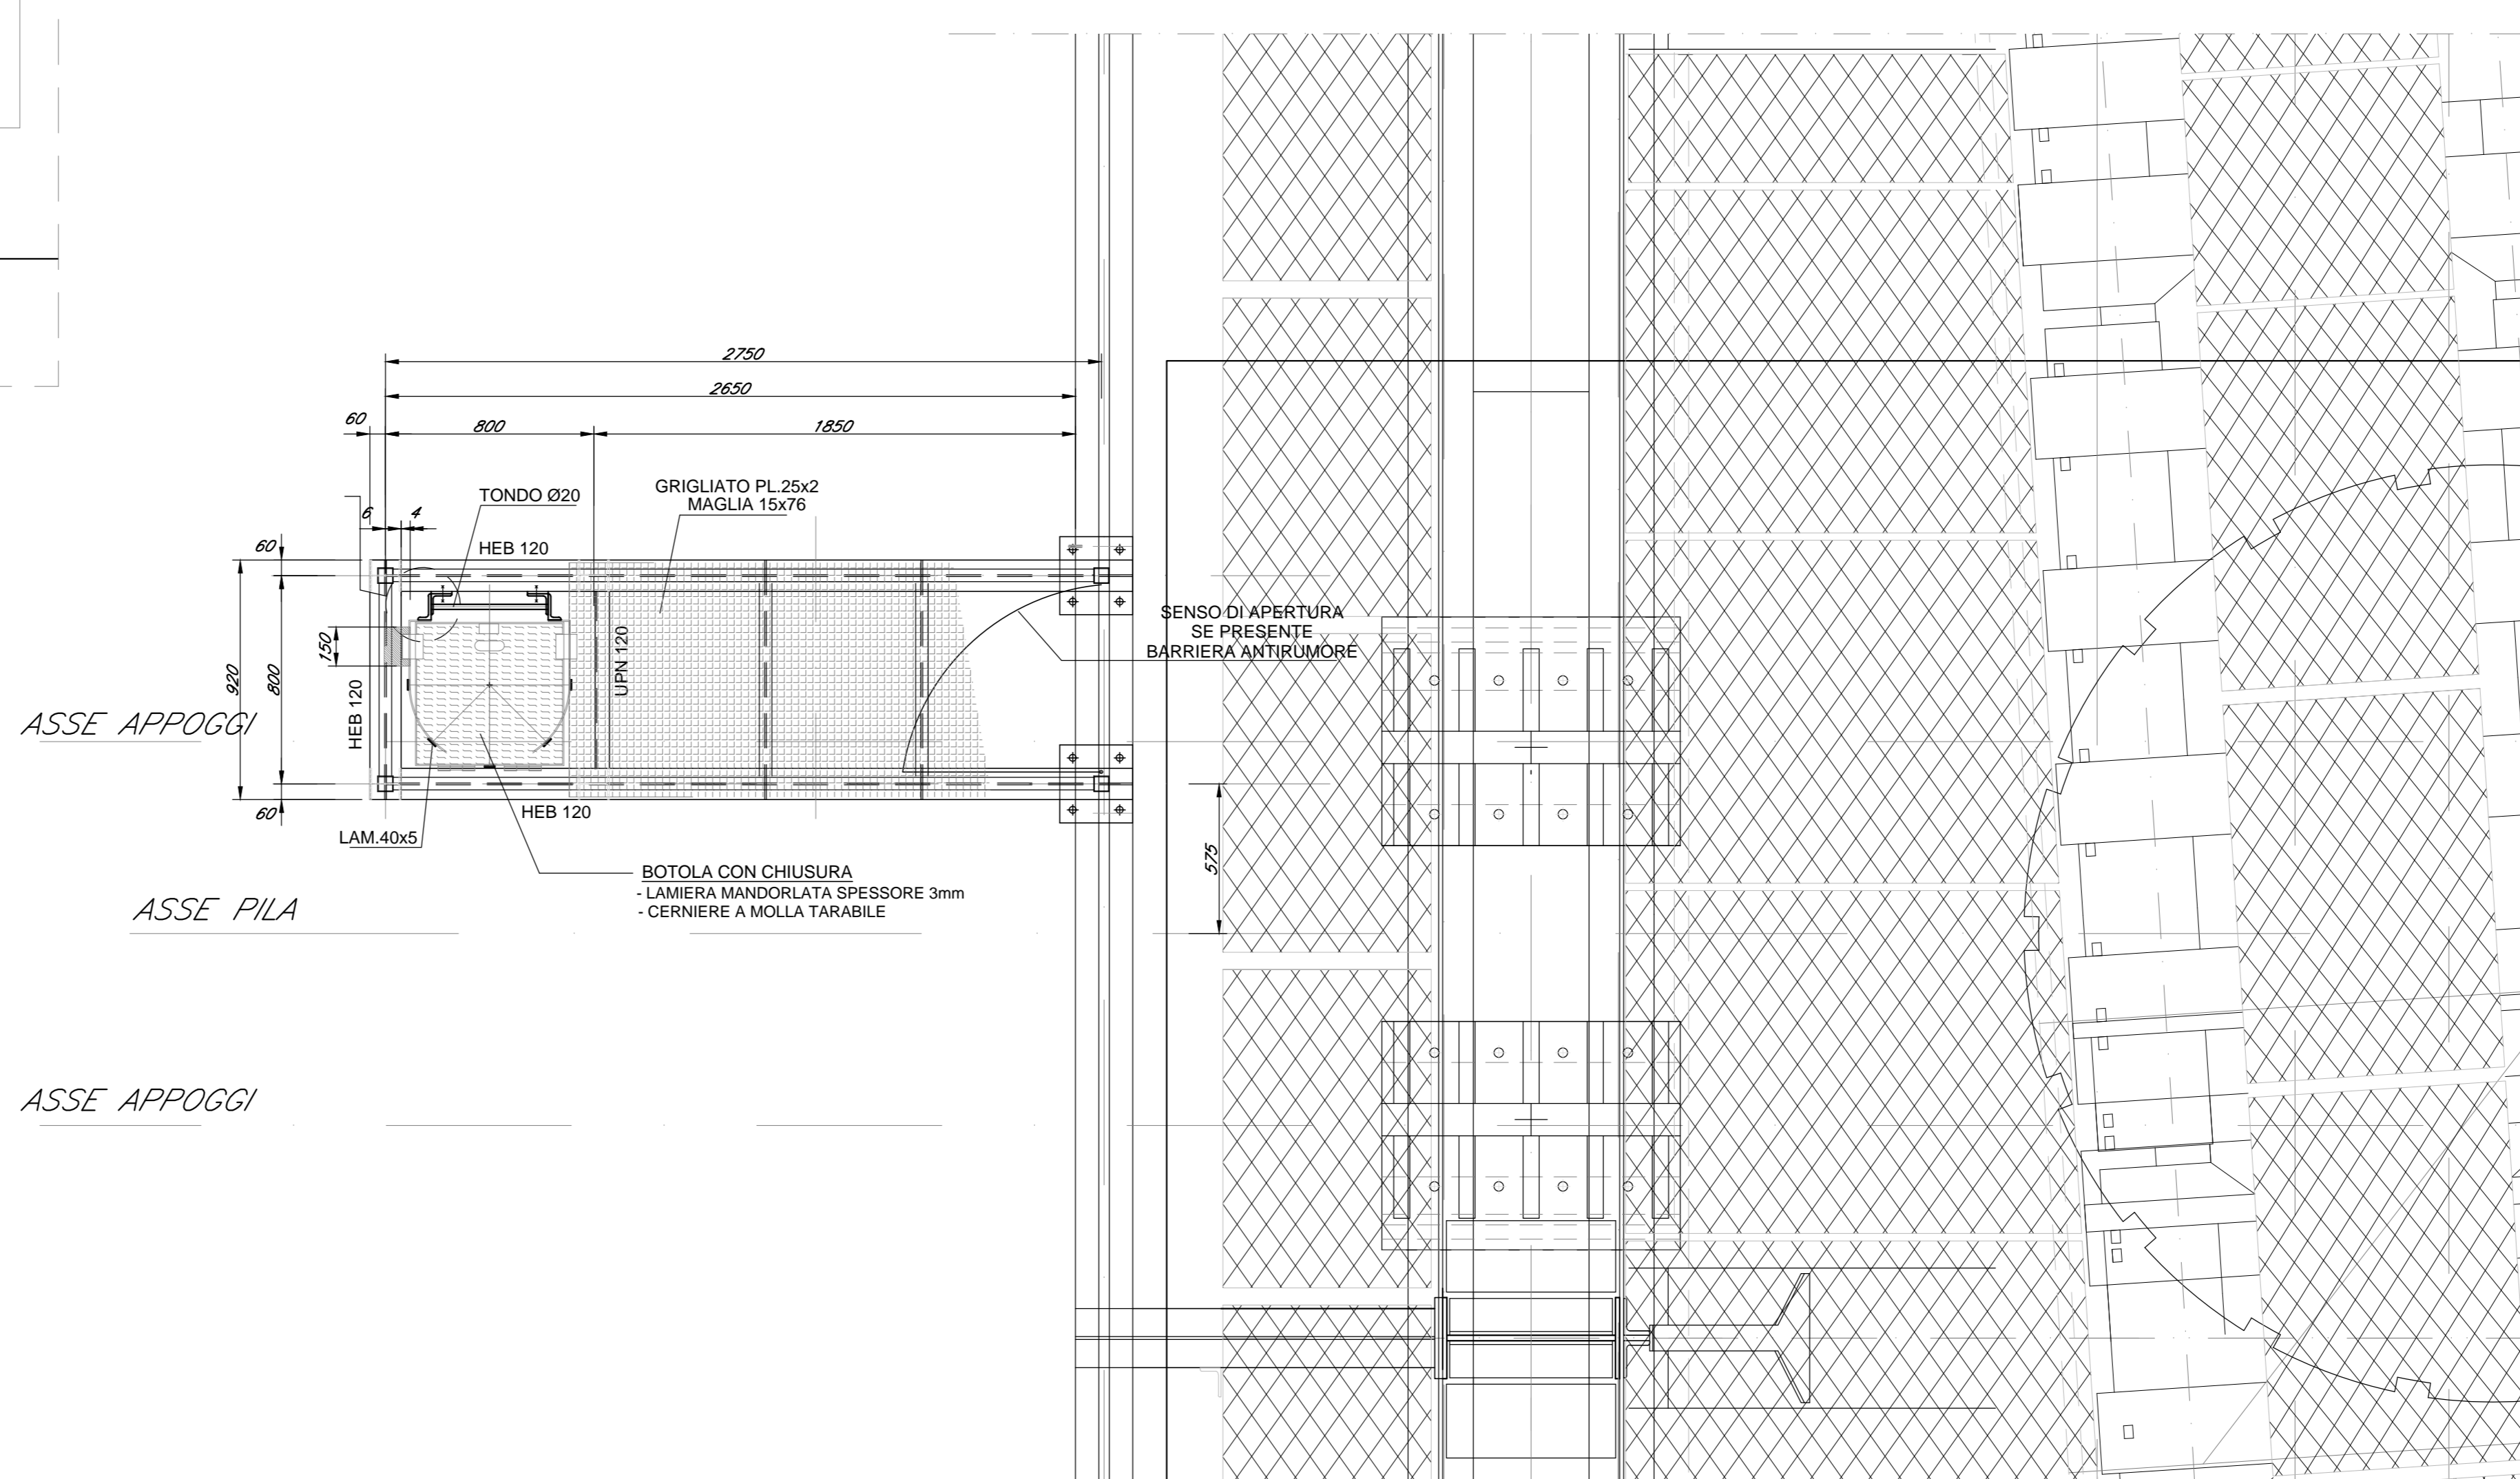 2750
2650
60
800
1850
TONDO Ø20
GRIGLIATO PL.25x2
MAGLIA 15x76
6
4
60
HEB 120
SENSO DI APERTURA
SE PRESENTE
BARRIERA ANTIRUMORE
150
920
800
HEB 120
UPN 120
ASSE APPOGGI
60
HEB 120
LAM.40x5
575
BOTOLA CON CHIUSURA
- LAMIERA MANDORLATA SPESSORE 3mm
- CERNIERE A MOLLA TARABILE
ASSE PILA
ASSE APPOGGI